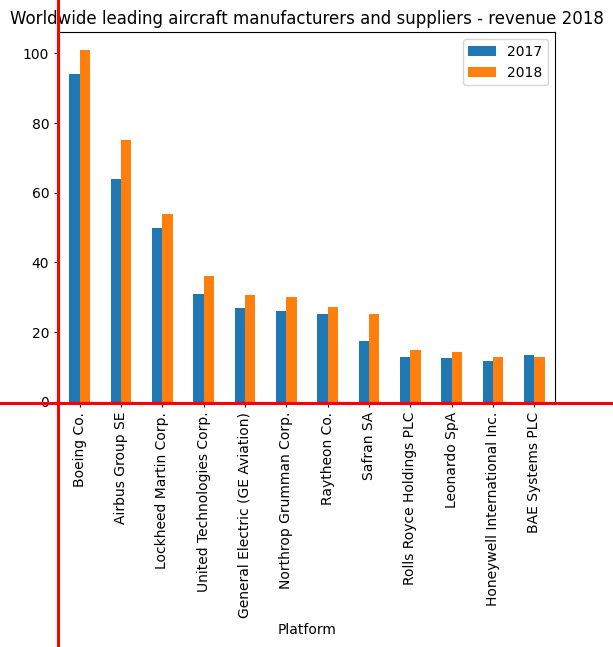 Worldwide leading aircraft manufacturers and suppliers - revenue 2018
2017
2018
100
80
60
40
20
0
Boeing Co.
Airbus Group SE
Lockheed Martin Corp.
United Technologies Corp.
General Electric (GE Aviation)
Northrop Grumman Corp.
Raytheon Co.
Safran SA
Rolls Royce Holdings PLC
Leonardo SpA
Honeywell International Inc.
BAE Systems PLC
Platform